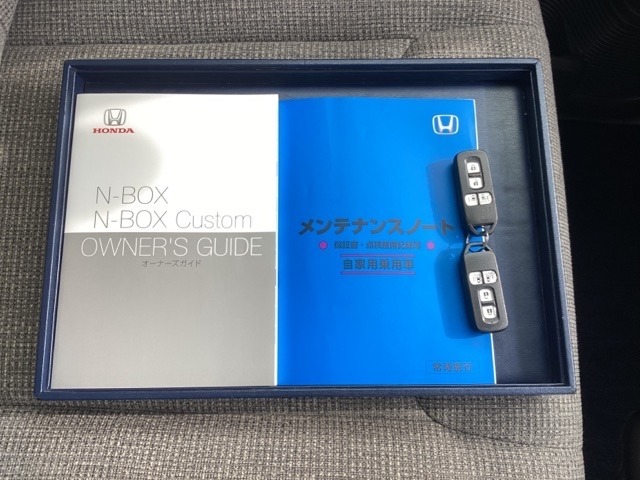 HONDA
N-BOX
N-BOX Custom
OWNER'S GUIDE
オーナーズガイド
メンテナンスノート
自家用乗用車